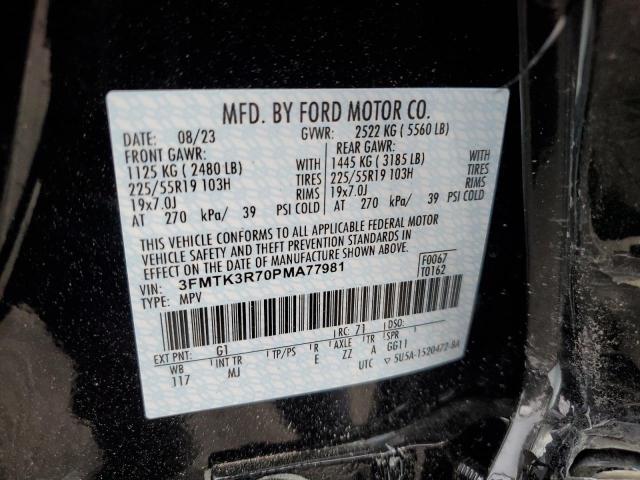 MFD. BY FORD MOTOR CO.
DATE: 08/23 GVWR: 2522 KG ( 5560 LB)
FRONT GAWR: REAR GAWR:
1125 KG ( 2480 LB) WITH 1445 KG ( 3185 LB) WITH
225/55R19 103H TIRES 225/55R19 103H TIRES
19x7.0J RIMS 19x7.0J RIMS
AT 270 kPa/ 39 PSI COLD AT 270 kPa/ 39 PSI COLD
THIS VEHICLE CONFORMS TO ALL APPLICABLE FEDERAL MOTOR
VEHICLE SAFETY AND THEFT PREVENTION STANDARDS IN
EFFECT ON THE DATE OF MANUFACTURE SHOWN ABOVE.
VIN: 3FMTK3R70PMA77981 F0067
TYPE: MPV T0162
EXT PNT: G1 RC: 71 DSO:
WB INT TR TP/PS R AXLE TR SPR
117 MJ E ZZ A GG11
UTC 5U5A-1520472-BA